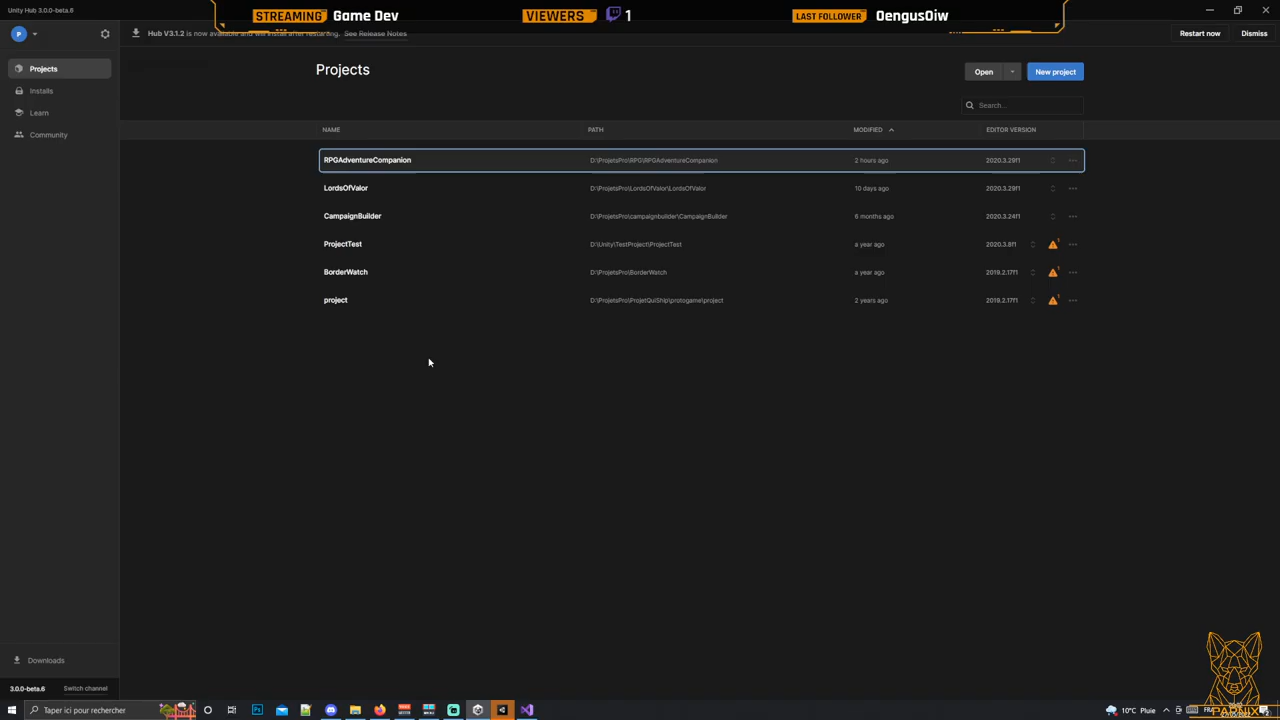 Unity Hub 3.0.0-beta.6
STREAMING Game Dev
VIEWERS 1
LAST FOLLOWER OengusOiw
P
Hub V3.1.2 is now available and will install after restarting. See Release Notes
Restart now
Dismiss
Projects
Installs
Learn
Community
Projects
Open
New project
Search...
NAME PATH MODIFIED EDITOR VERSION
RPGAdventureCompanion D:\ProjetsPro\RPG\RPGAdventureCompanion 2 hours ago 2020.3.29f1
LordsOfValor D:\ProjetsPro\LordsOfValor\LordsOfValor 10 days ago 2020.3.29f1
CampaignBuilder D:\ProjetsPro\campaignbuilder\CampaignBuilder 6 months ago 2020.3.24f1
ProjectTest D:\Unity\TestProject\ProjectTest a year ago 2020.3.8f1
BorderWatch D:\ProjetsPro\BorderWatch a year ago 2019.2.17f1
project D:\ProjetsPro\ProjetQuiShip\protogame\project 2 years ago 2019.2.17f1
Downloads
3.0.0-beta.6 Switch channel
Taper ici pour rechercher
10°C Pluie
FRA